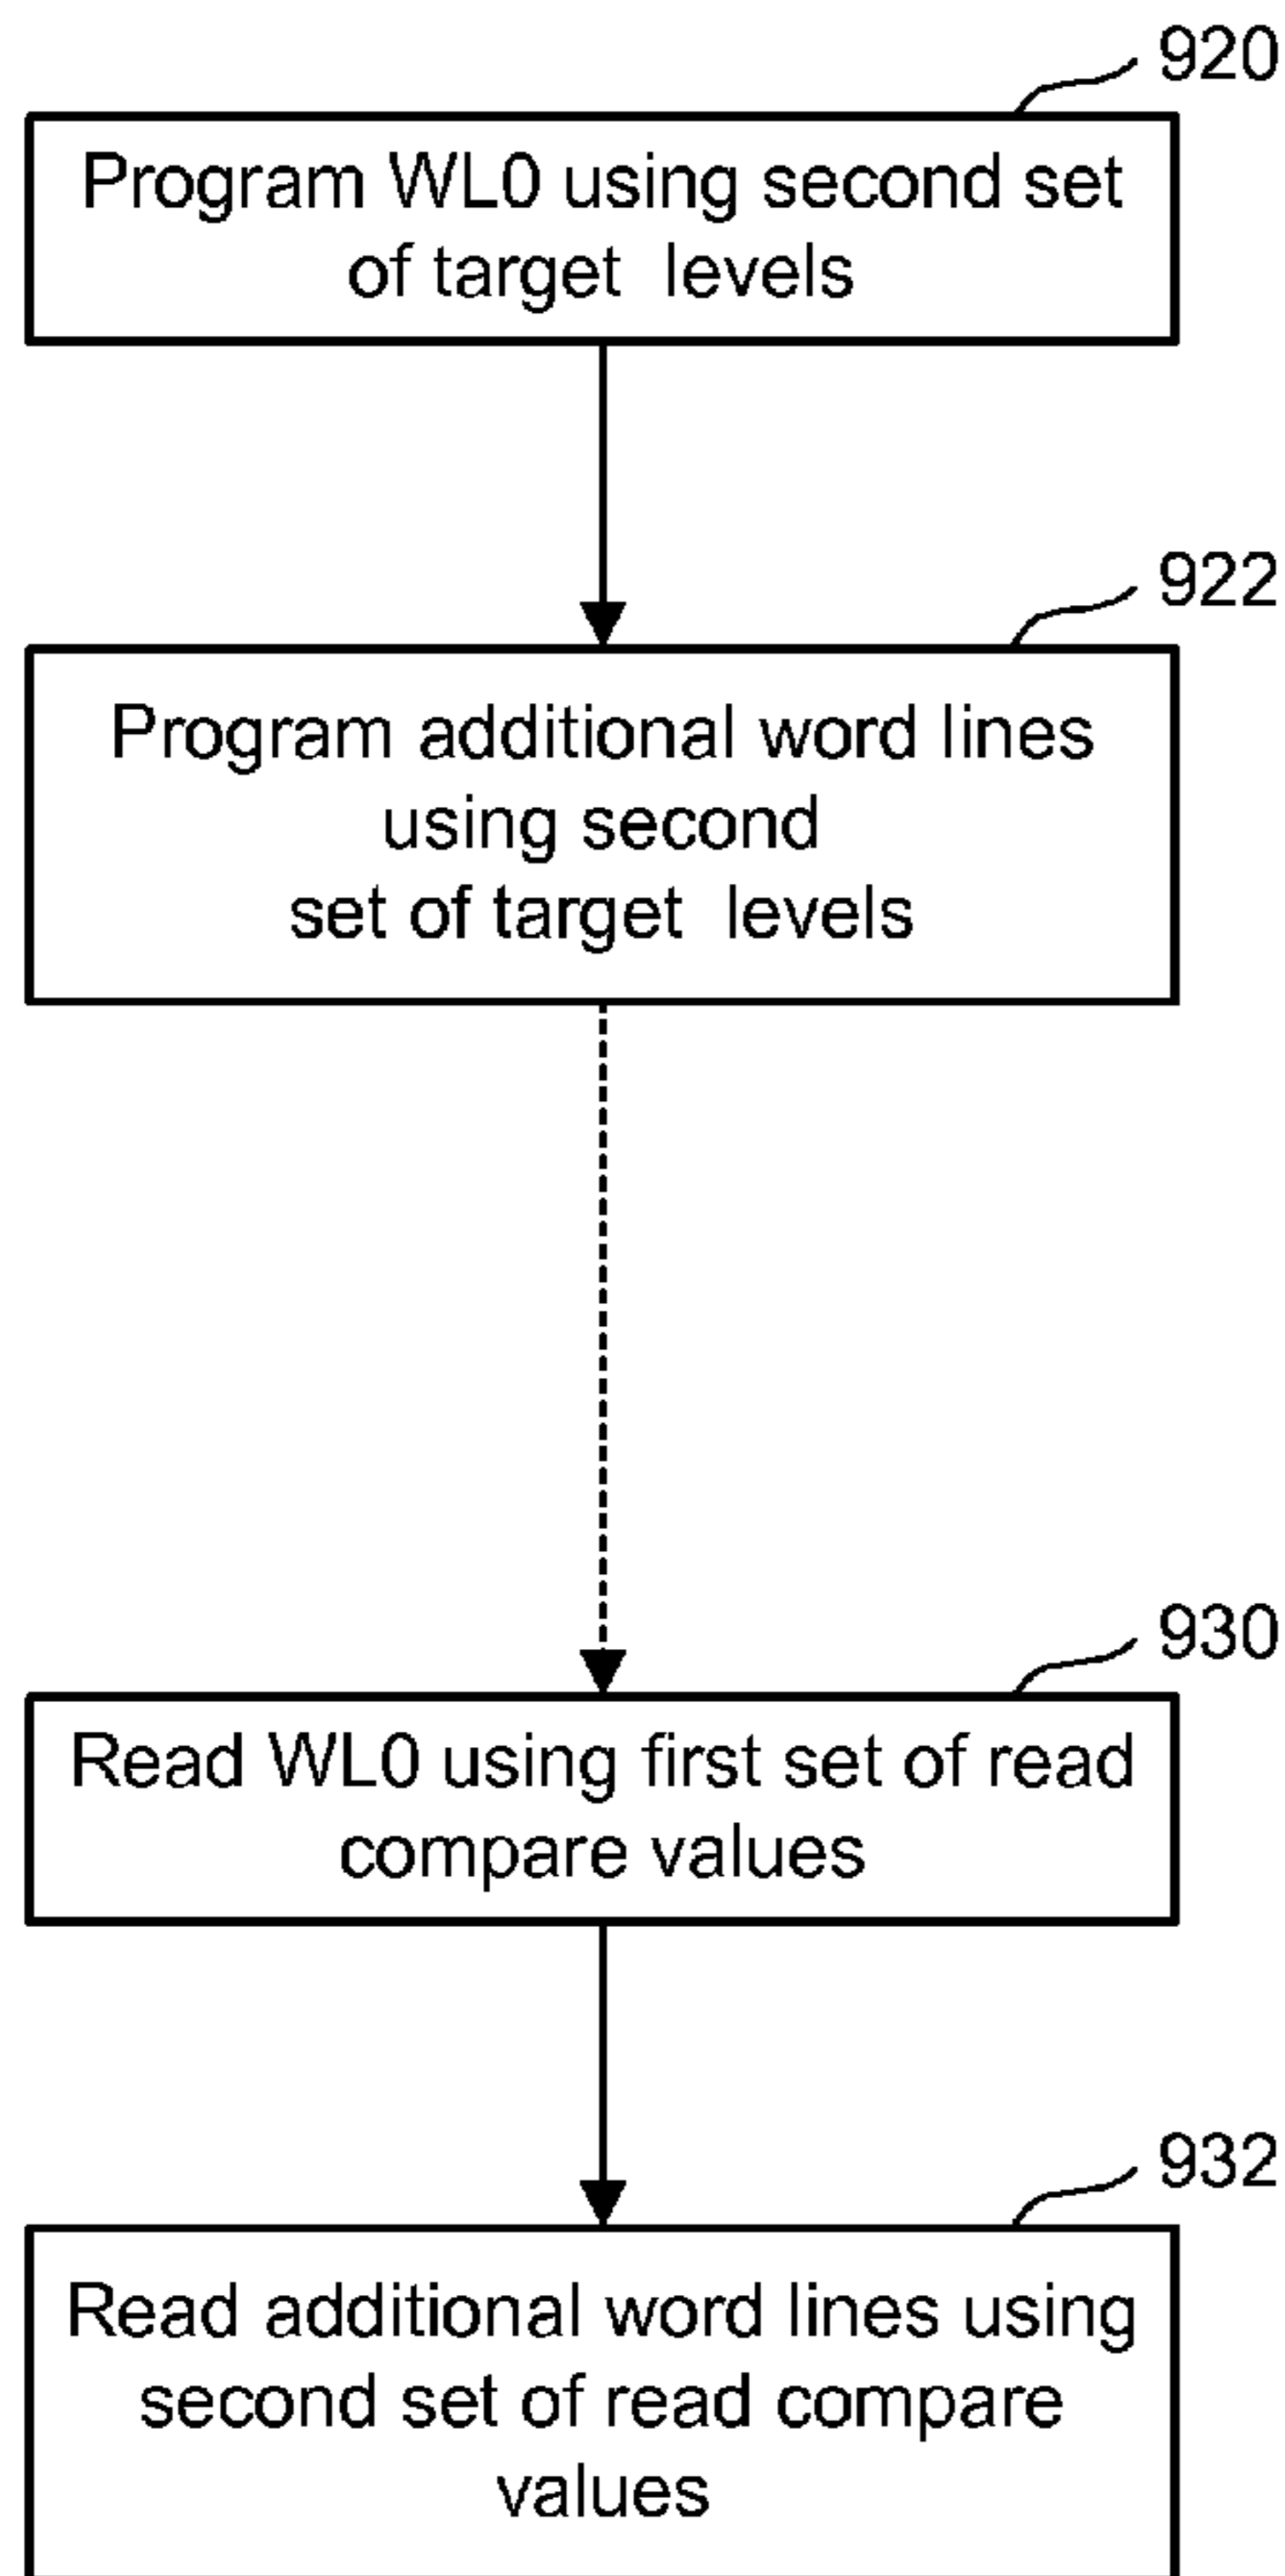 920
Program WL0 using second set
of target levels
922
Program additional word lines
using second
set of target levels
930
Read WL0 using first set of read
compare values
932
Read additional word lines using
second set of read compare
values